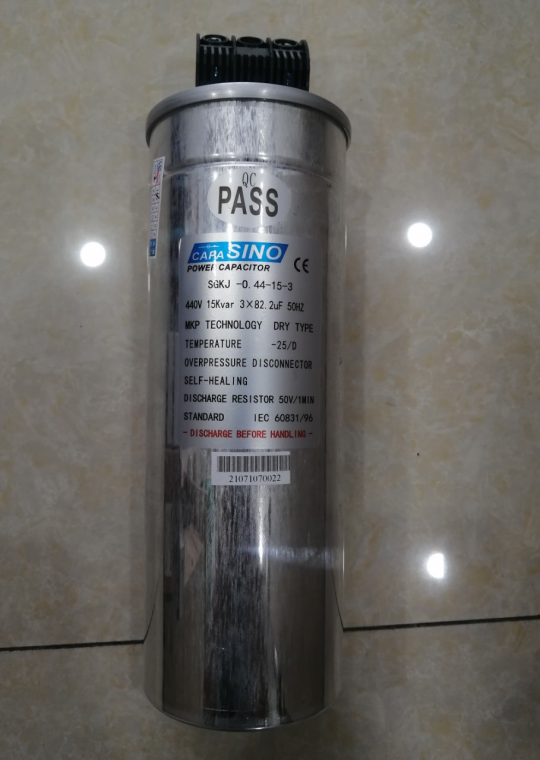 QC
PASS
CAPA SINO
POWER CAPACITOR CE
SGKJ -0.44-15-3
440V 15Kvar 3×82.2uF 50HZ
MKP TECHNOLOGY DRY TYPE
TEMPERATURE -25/D
OVERPRESSURE DISCONNECTOR
SELF-HEALING
DISCHARGE RESISTOR 50V/1MIN
STANDARD IEC 60831/96
- DISCHARGE BEFORE HANDLING -
21071070022